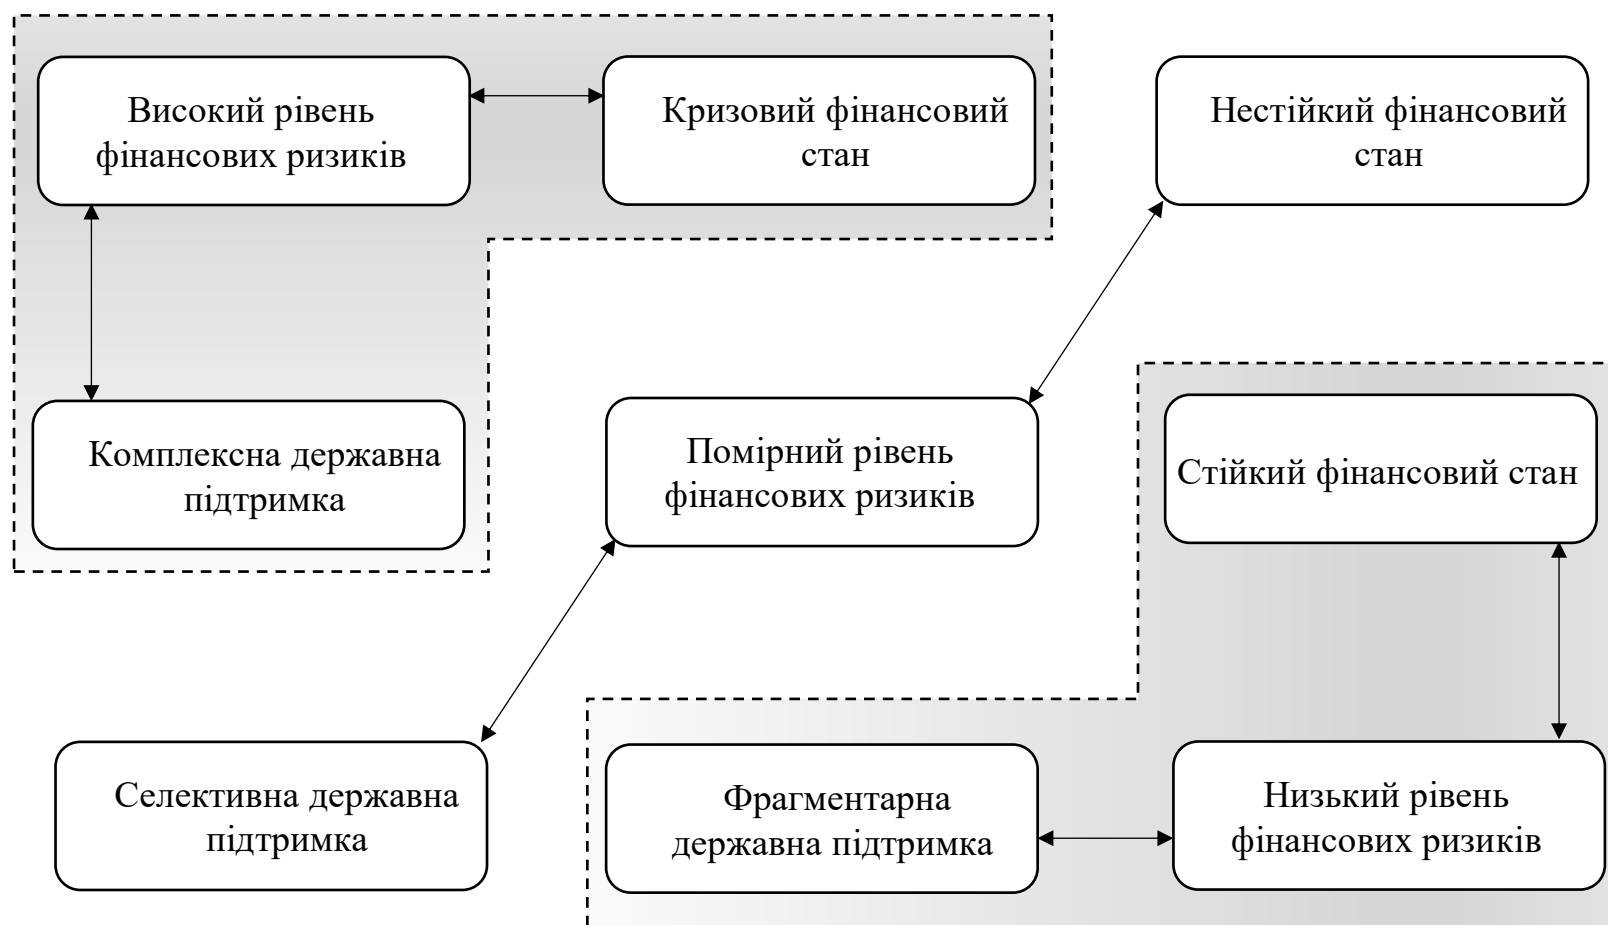 Високий рівень
фінансових ризиків
Кризовий фінансовий
стан
Нестійкий фінансовий
стан
Комплексна державна
підтримка
Помірний рівень
фінансових ризиків
Стійкий фінансовий стан
Селективна державна
підтримка
Фрагментарна
державна підтримка
Низький рівень
фінансових ризиків